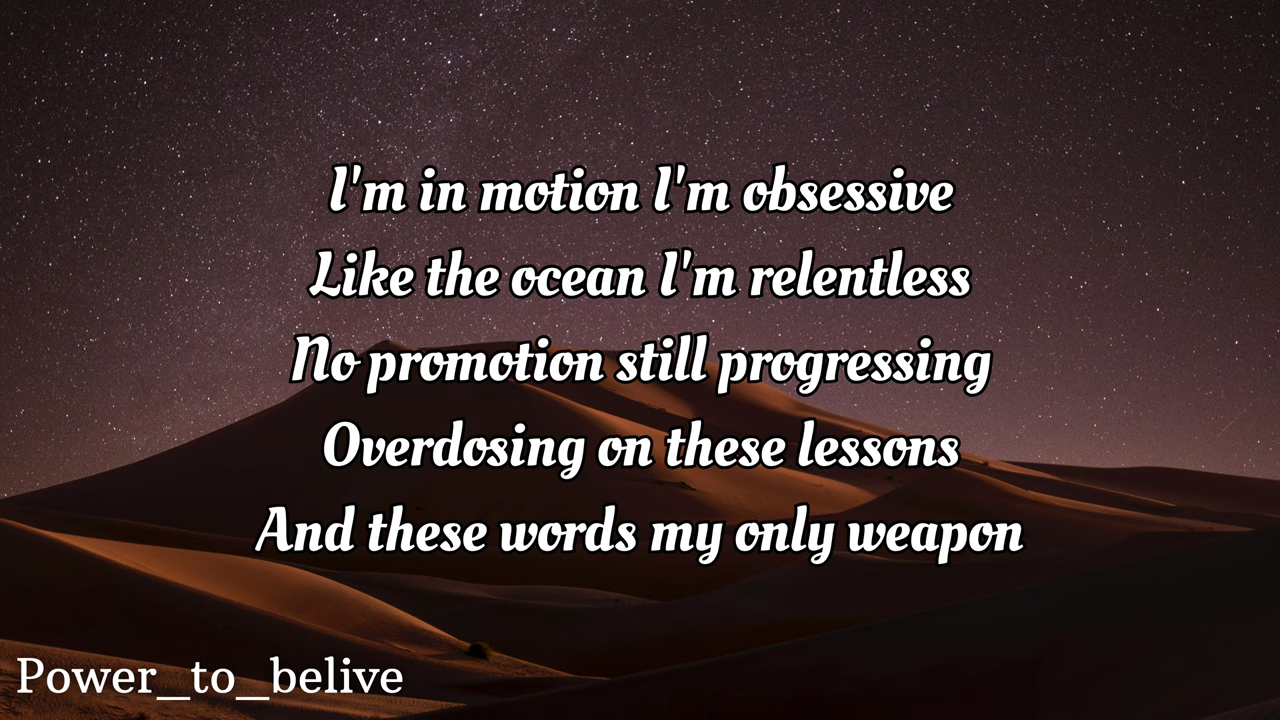 I'm in motion I'm obsessive
Like the ocean I'm relentless
No promotion still progressing
Overdosing on these lessons
And these words my only weapon
Power_to_belive